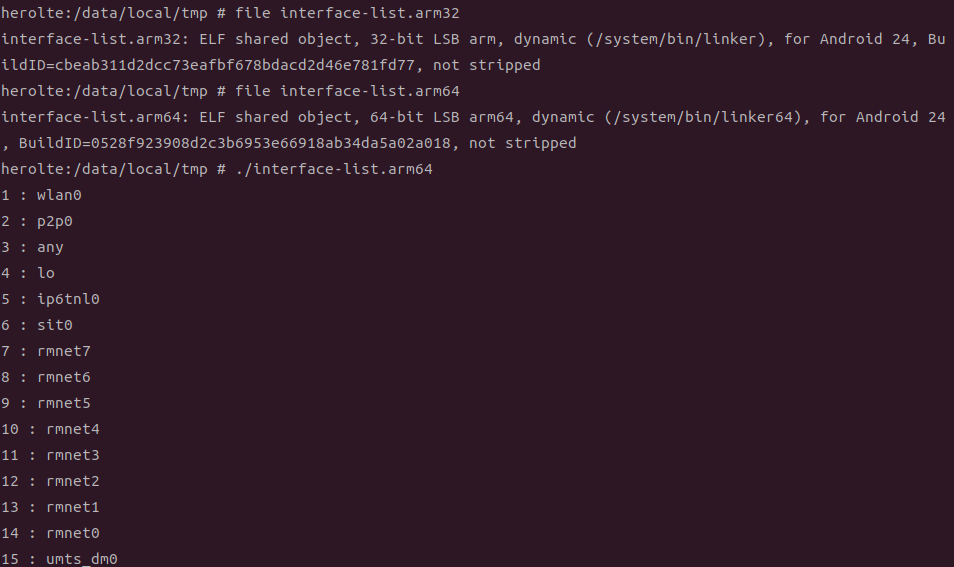 herolte:/data/local/tmp # file interface-list.arm32
interface-list.arm32: ELF shared object, 32-bit LSB arm, dynamic (/system/bin/linker), for Android 24, Bu
ildID=cbeab311d2dcc73eafbf678bdacd2d46e781fd77, not stripped
herolte:/data/local/tmp # file interface-list.arm64
interface-list.arm64: ELF shared object, 64-bit LSB arm64, dynamic (/system/bin/linker64), for Android 24
, BuildID=0528f923908d2c3b6953e66918ab34da5a02a018, not stripped
herolte:/data/local/tmp # ./interface-list.arm64
1 : wlan0
2 : p2p0
3 : any
4 : lo
5 : ip6tnl0
6 : sit0
7 : rmnet7
8 : rmnet6
9 : rmnet5
10 : rmnet4
11 : rmnet3
12 : rmnet2
13 : rmnet1
14 : rmnet0
15 : umts_dm0